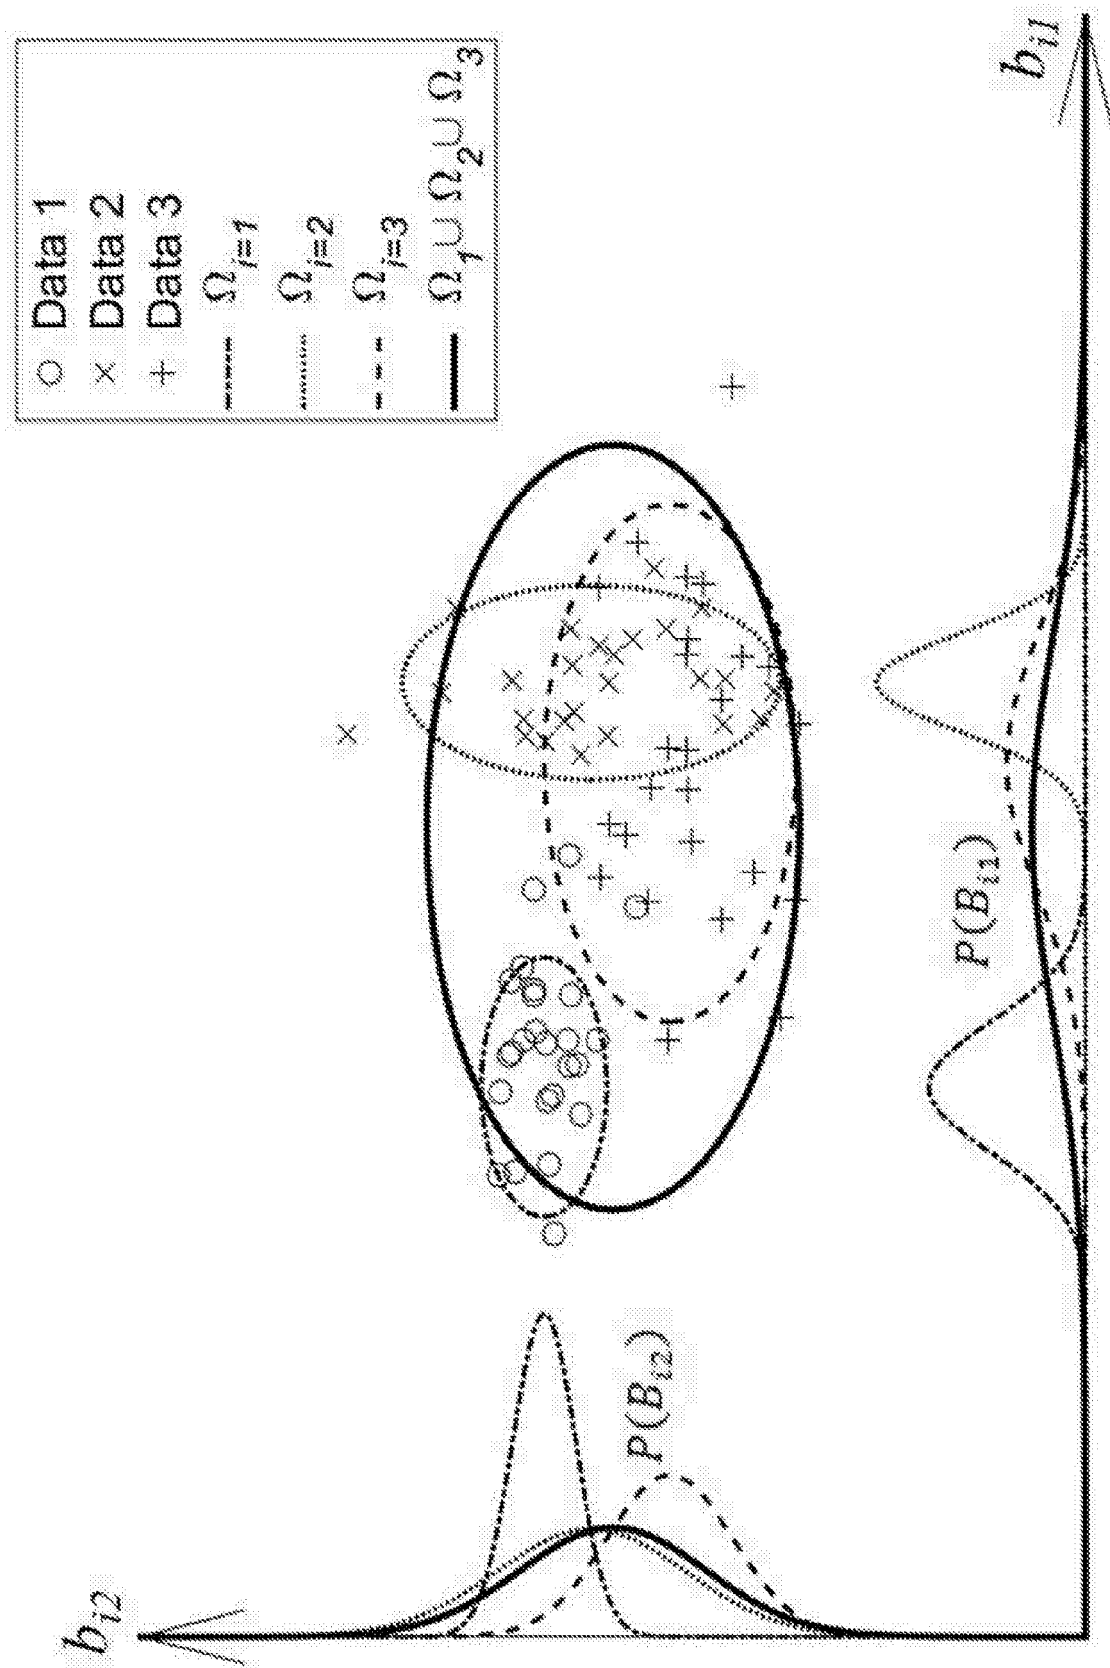 Data 1
Data 2
Data 3
Ω_{i=1}
Ω_{i=2}
Ω_{i=3}
Ω_1 ∪ Ω_2 ∪ Ω_3
b_{i2}
P(B_{i2})
P(B_{i1})
b_{i1}